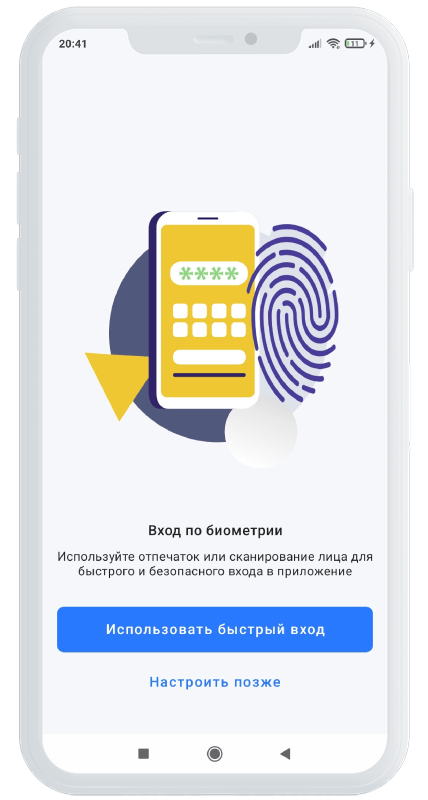 20:41
11
****
Вход по биометрии
Используйте отпечаток или сканирование лица для
быстрого и безопасного входа в приложение
Использовать быстрый вход
Настроить позже